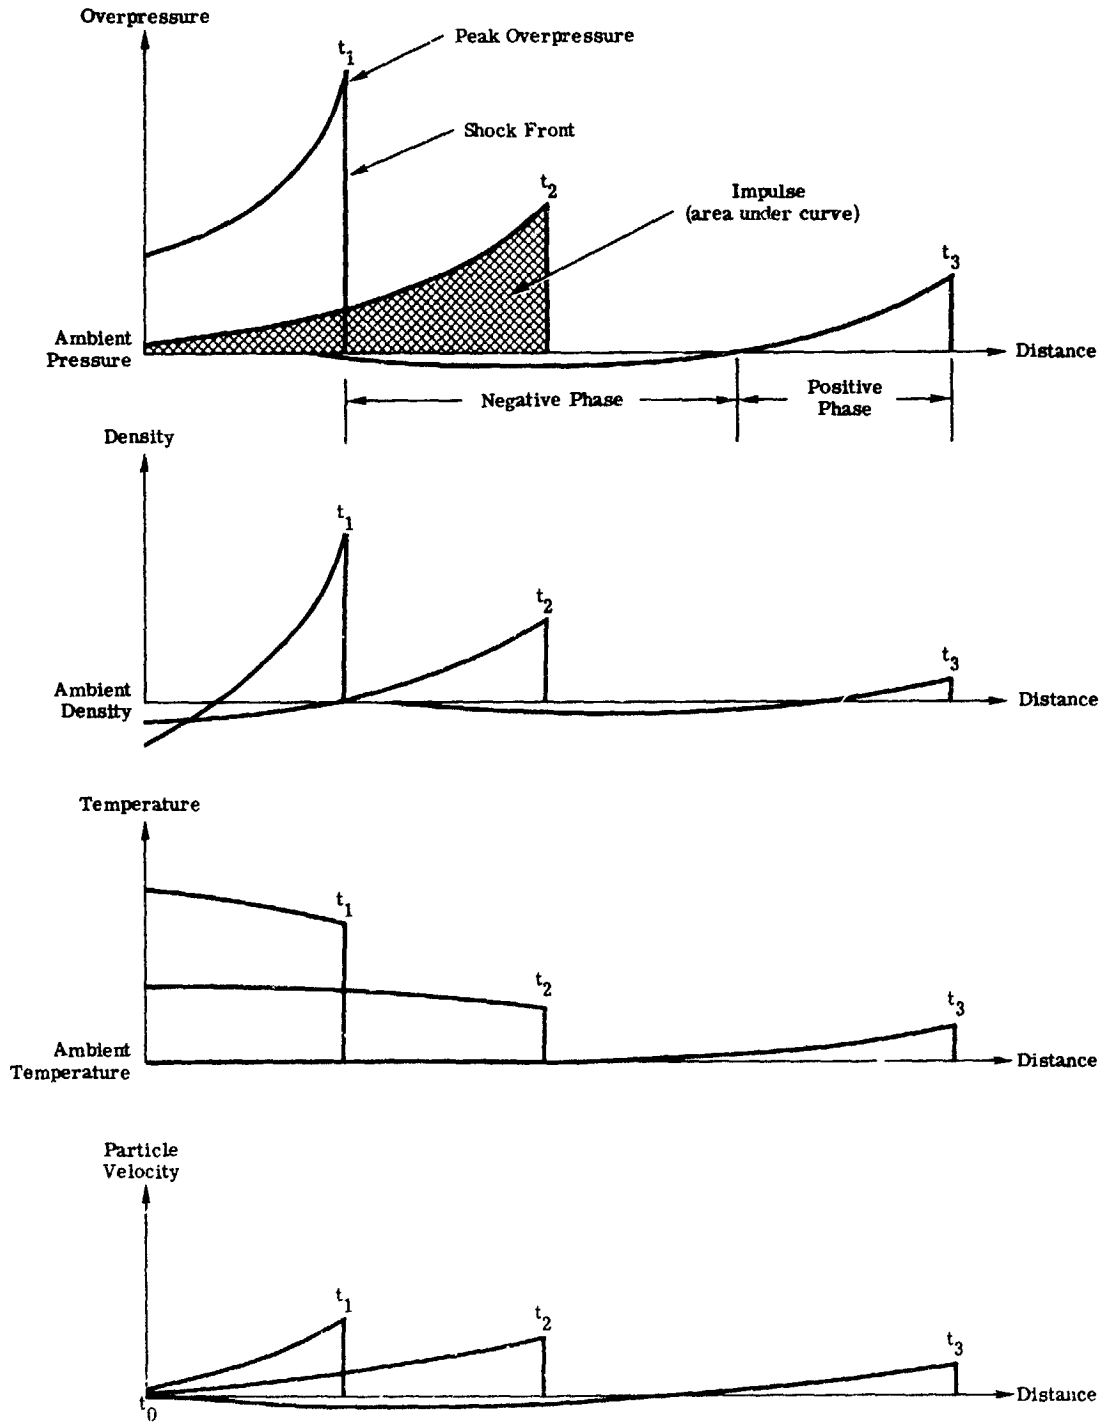 Overpressure
t1
Peak Overpressure
Shock Front
t2
Impulse
(area under curve)
t3
Ambient
Pressure
Distance
Negative Phase
Positive
Phase
Density
t1
t2
t3
Ambient
Density
Distance
Temperature
t1
t2
t3
Ambient
Temperature
Distance
Particle
Velocity
t1
t2
t3
t0
Distance